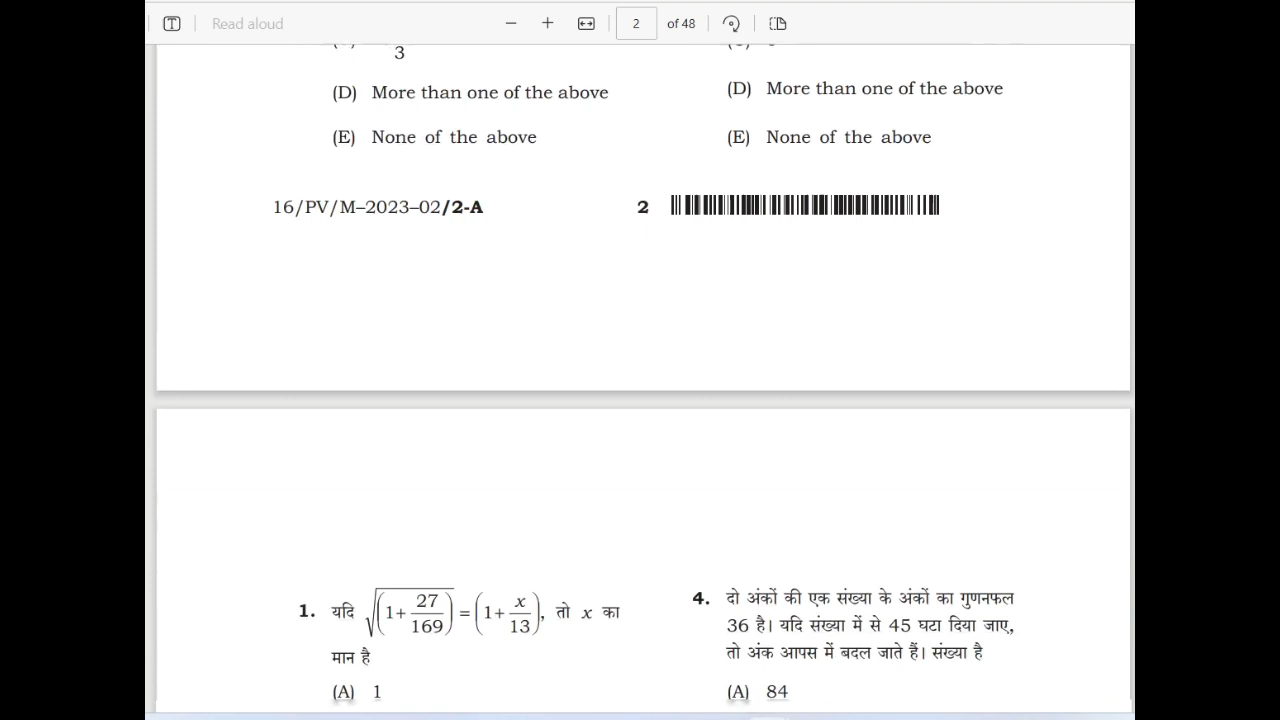 Read aloud
2 of 48
3
(D) More than one of the above
(E) None of the above
(D) More than one of the above
(E) None of the above
16/PV/M–2023–02/2-A
2
1. यदि √(1+27/169) = (1+x/13), तो x का
मान है
(A) 1
4. दो अंकों की एक संख्या के अंकों का गुणनफल
36 है। यदि संख्या में से 45 घटा दिया जाए,
तो अंक आपस में बदल जाते हैं। संख्या है
(A) 84